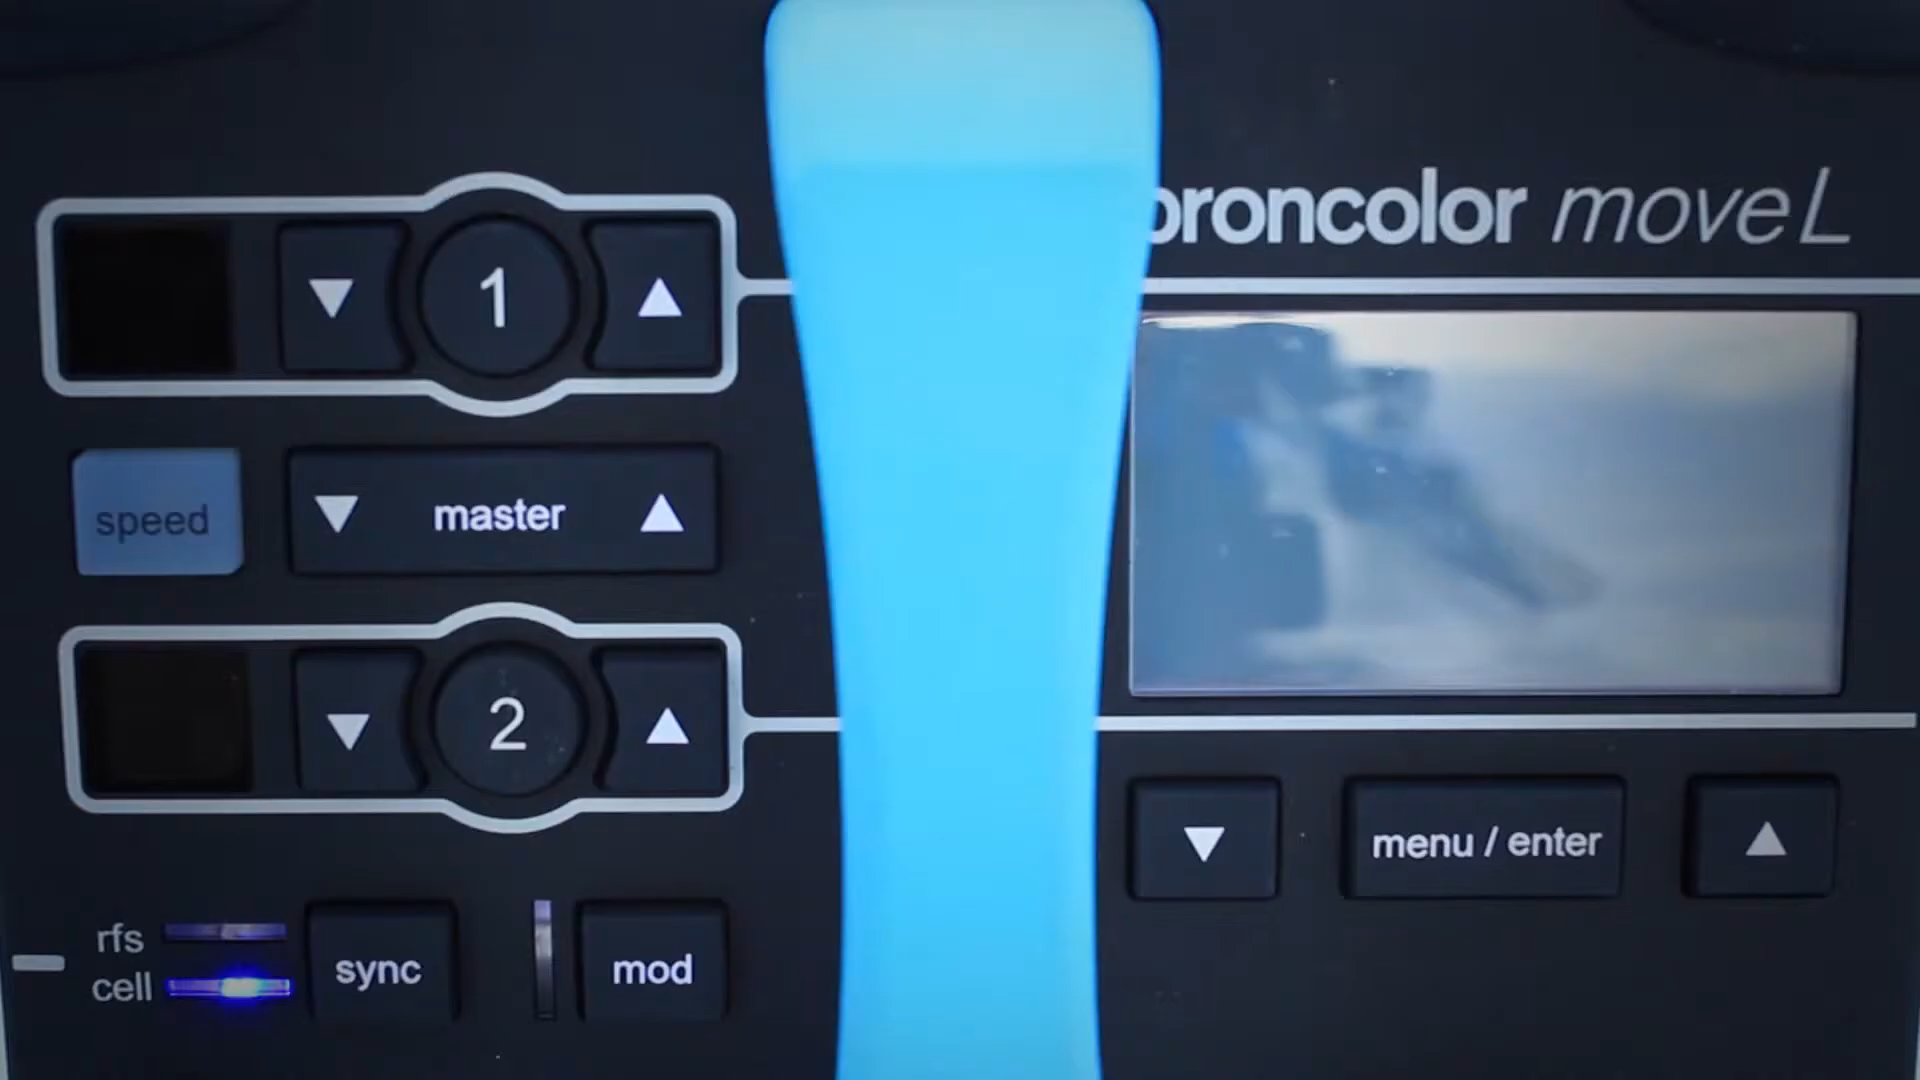 broncolor move L
1
speed
master
2
menu / enter
rfs
cell
sync
mod